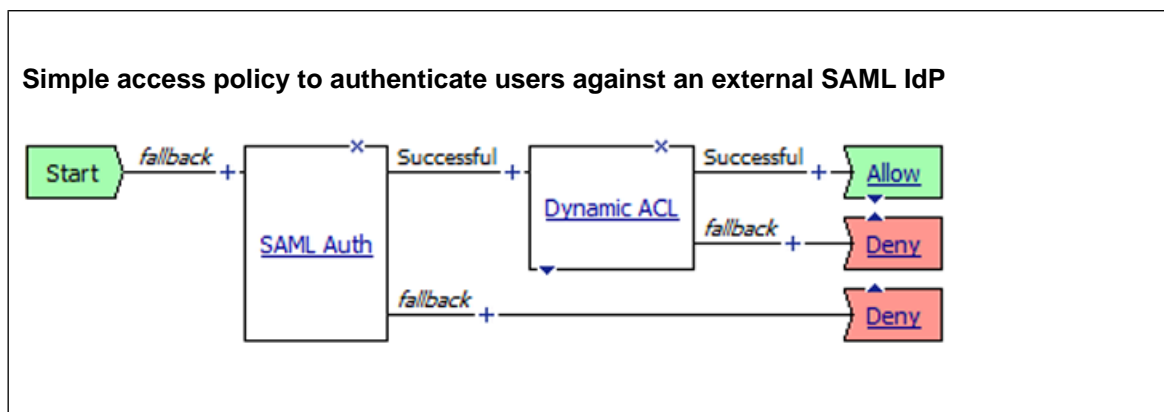 Simple access policy to authenticate users against an external SAML IdP
Start
fallback
SAML Auth
Successful
Dynamic ACL
Successful
Allow
fallback
Deny
fallback
Deny